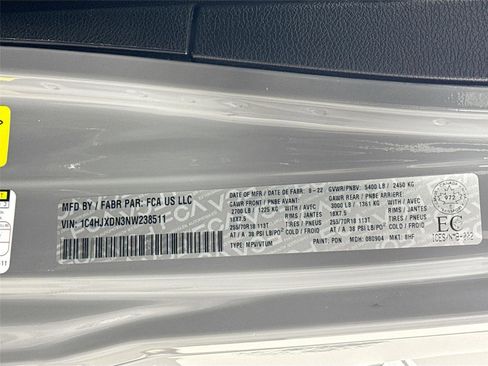 MFD BY / FABR PAR: FCA US LLC
VIN: 1C4HJXDN3NW238511
DATE OF MFR / DATE DE FABR: 8-22
GAWR FRONT / PNBE AVANT
2700 LB / 1225 KG WITH / AVEC
18X7.5 RIMS / JANTES
255/70R18 113T TIRES / PNEUS
AT / A 38 PSI LB/PO² COLD / FROID
TYPE: MPV/VTUM
GVWR/PNBV: 5400 LB / 2450 KG
GAWR REAR / PNBE ARRIERE
3000 LB / 1361 KG WITH / AVEC
18X7.5 RIMS / JANTES
255/70R18 113T TIRES / PNEUS
AT / A 38 PSI LB/PO² COLD / FROID
PAINT: PDN MDH: 080904 MKT: BHF
972
EC